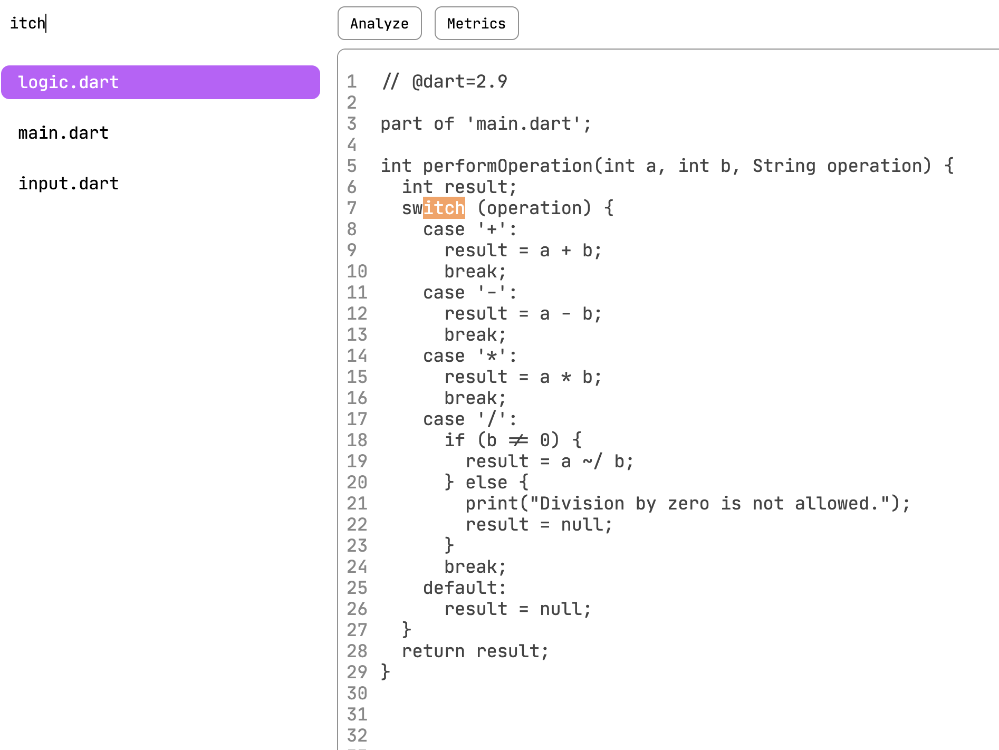 itch
Analyze Metrics
logic.dart
main.dart
input.dart
1 // @dart=2.9
2
3 part of 'main.dart';
4
5 int performOperation(int a, int b, String operation) {
6   int result;
7   switch (operation) {
8     case '+':
9       result = a + b;
10       break;
11     case '-':
12       result = a - b;
13       break;
14     case '*':
15       result = a * b;
16       break;
17     case '/':
18       if (b != 0) {
19         result = a ~/ b;
20       } else {
21         print("Division by zero is not allowed.");
22         result = null;
23       }
24       break;
25     default:
26       result = null;
27   }
28   return result;
29 }
30
31
32